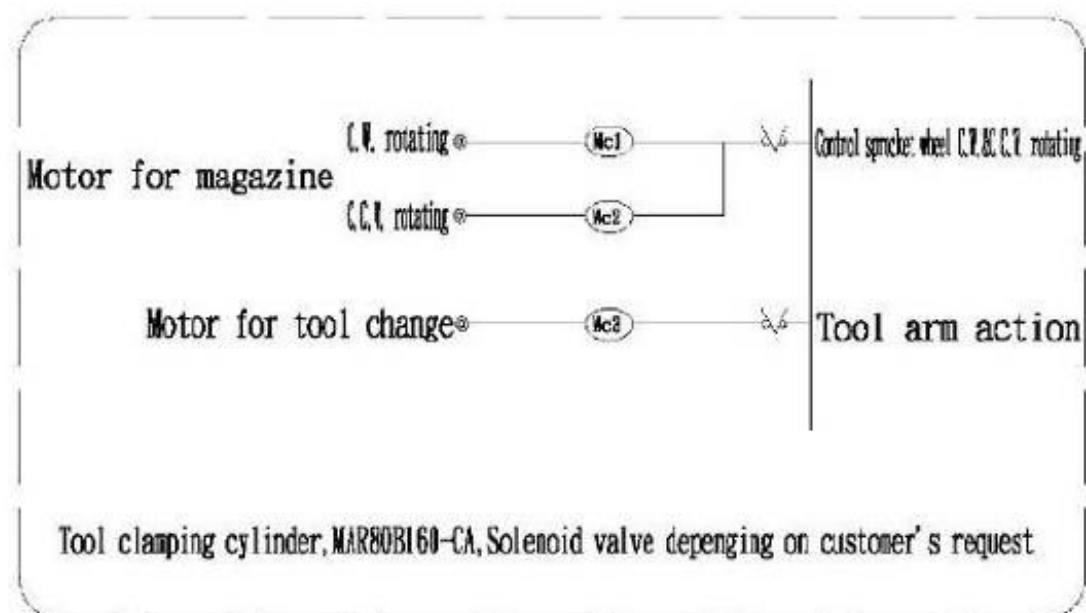 C.W. rotating
Mc1
Control sprocket wheel C.W.&C.C.W. rotating
Motor for magazine
C.C.W. rotating
Mc2
Motor for tool change
Mc3
Tool arm action
Tool clamping cylinder, MAR80B160-CA, Solenoid valve depenging on customer's request